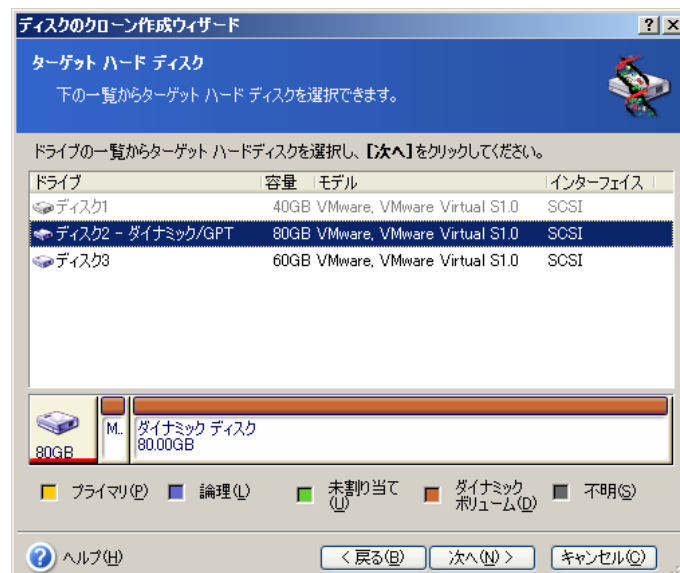 ディスクのクローン作成ウィザード
ターゲット ハード ディスク
下の一覧からターゲット ハード ディスクを選択できます。
ドライブの一覧からターゲット ハードディスクを選択し、[次へ]をクリックしてください。
ドライブ 容量 モデル インターフェイス
ディスク1 40GB VMware, VMware Virtual S1.0 SCSI
ディスク2 - ダイナミック/GPT 80GB VMware, VMware Virtual S1.0 SCSI
ディスク3 60GB VMware, VMware Virtual S1.0 SCSI
80GB
M..
ダイナミック ディスク
80.00GB
プライマリ(P) 論理(L) 未割り当て(U) ダイナミック ボリューム(D) 不明(S)
ヘルプ(H) < 戻る(B) 次へ(N) > キャンセル(C)